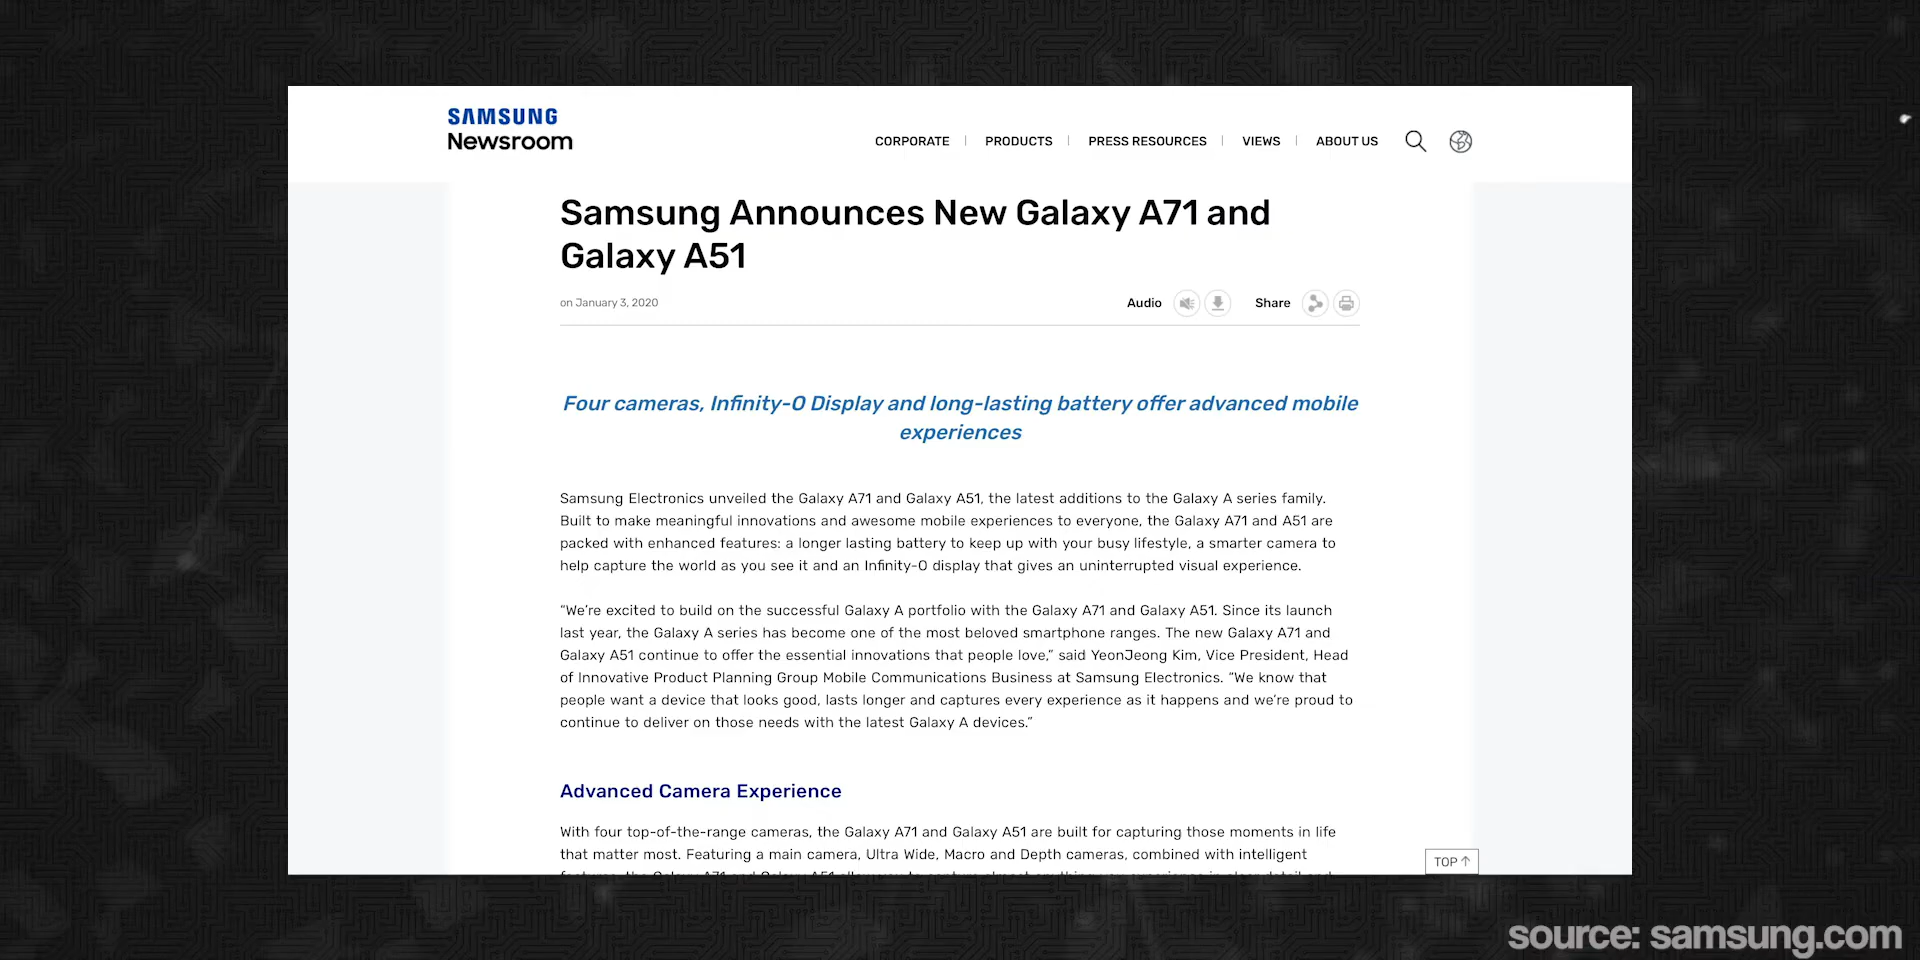 SAMSUNG
Newsroom
CORPORATE
PRODUCTS
PRESS RESOURCES
VIEWS
ABOUT US
Samsung Announces New Galaxy A71 and
Galaxy A51
on January 3, 2020
Audio
Share
Four cameras, Infinity-O Display and long-lasting battery offer advanced mobile
experiences
Samsung Electronics unveiled the Galaxy A71 and Galaxy A51, the latest additions to the Galaxy A series family.
Built to make meaningful innovations and awesome mobile experiences to everyone, the Galaxy A71 and A51 are
packed with enhanced features: a longer lasting battery to keep up with your busy lifestyle, a smarter camera to
help capture the world as you see it and an Infinity-O display that gives an uninterrupted visual experience.
“We’re excited to build on the successful Galaxy A portfolio with the Galaxy A71 and Galaxy A51. Since its launch
last year, the Galaxy A series has become one of the most beloved smartphone ranges. The new Galaxy A71 and
Galaxy A51 continue to offer the essential innovations that people love,” said YeonJeong Kim, Vice President, Head
of Innovative Product Planning Group Mobile Communications Business at Samsung Electronics. “We know that
people want a device that looks good, lasts longer and captures every experience as it happens and we’re proud to
continue to deliver on those needs with the latest Galaxy A devices.”
Advanced Camera Experience
With four top-of-the-range cameras, the Galaxy A71 and Galaxy A51 are built for capturing those moments in life
that matter most. Featuring a main camera, Ultra Wide, Macro and Depth cameras, combined with intelligent
TOP
source: samsung.com